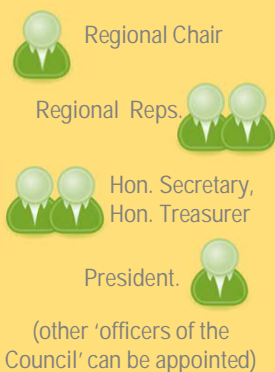 Regional Chair
Regional Reps.
Hon. Secretary,
Hon. Treasurer
President.
(other ‘officers of the
Council’ can be appointed)